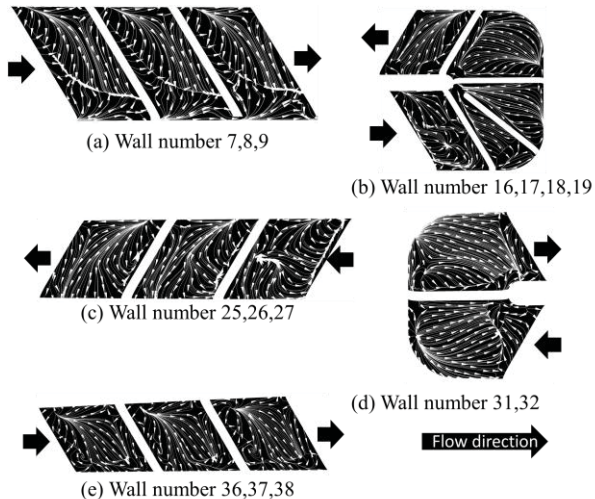 (a) Wall number 7,8,9
(b) Wall number 16,17,18,19
(c) Wall number 25,26,27
(d) Wall number 31,32
Flow direction
(e) Wall number 36,37,38